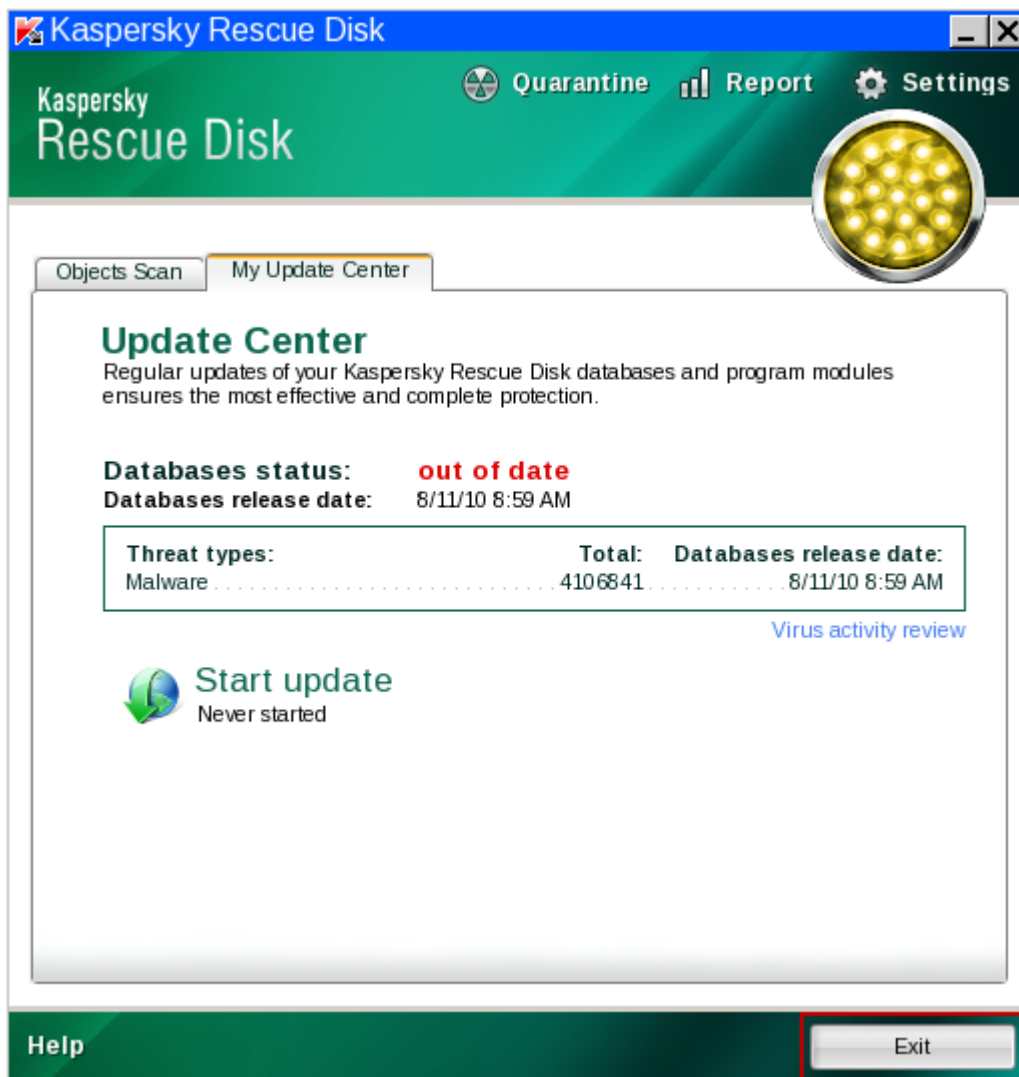 Kaspersky Rescue Disk
Quarantine Report Settings
Kaspersky
Rescue Disk
Objects Scan My Update Center
Update Center
Regular updates of your Kaspersky Rescue Disk databases and program modules
ensures the most effective and complete protection.
Databases status: out of date
Databases release date: 8/11/10 8:59 AM
Threat types: Total: Databases release date:
Malware 4106841 8/11/10 8:59 AM
Virus activity review
Start update
Never started
Help Exit